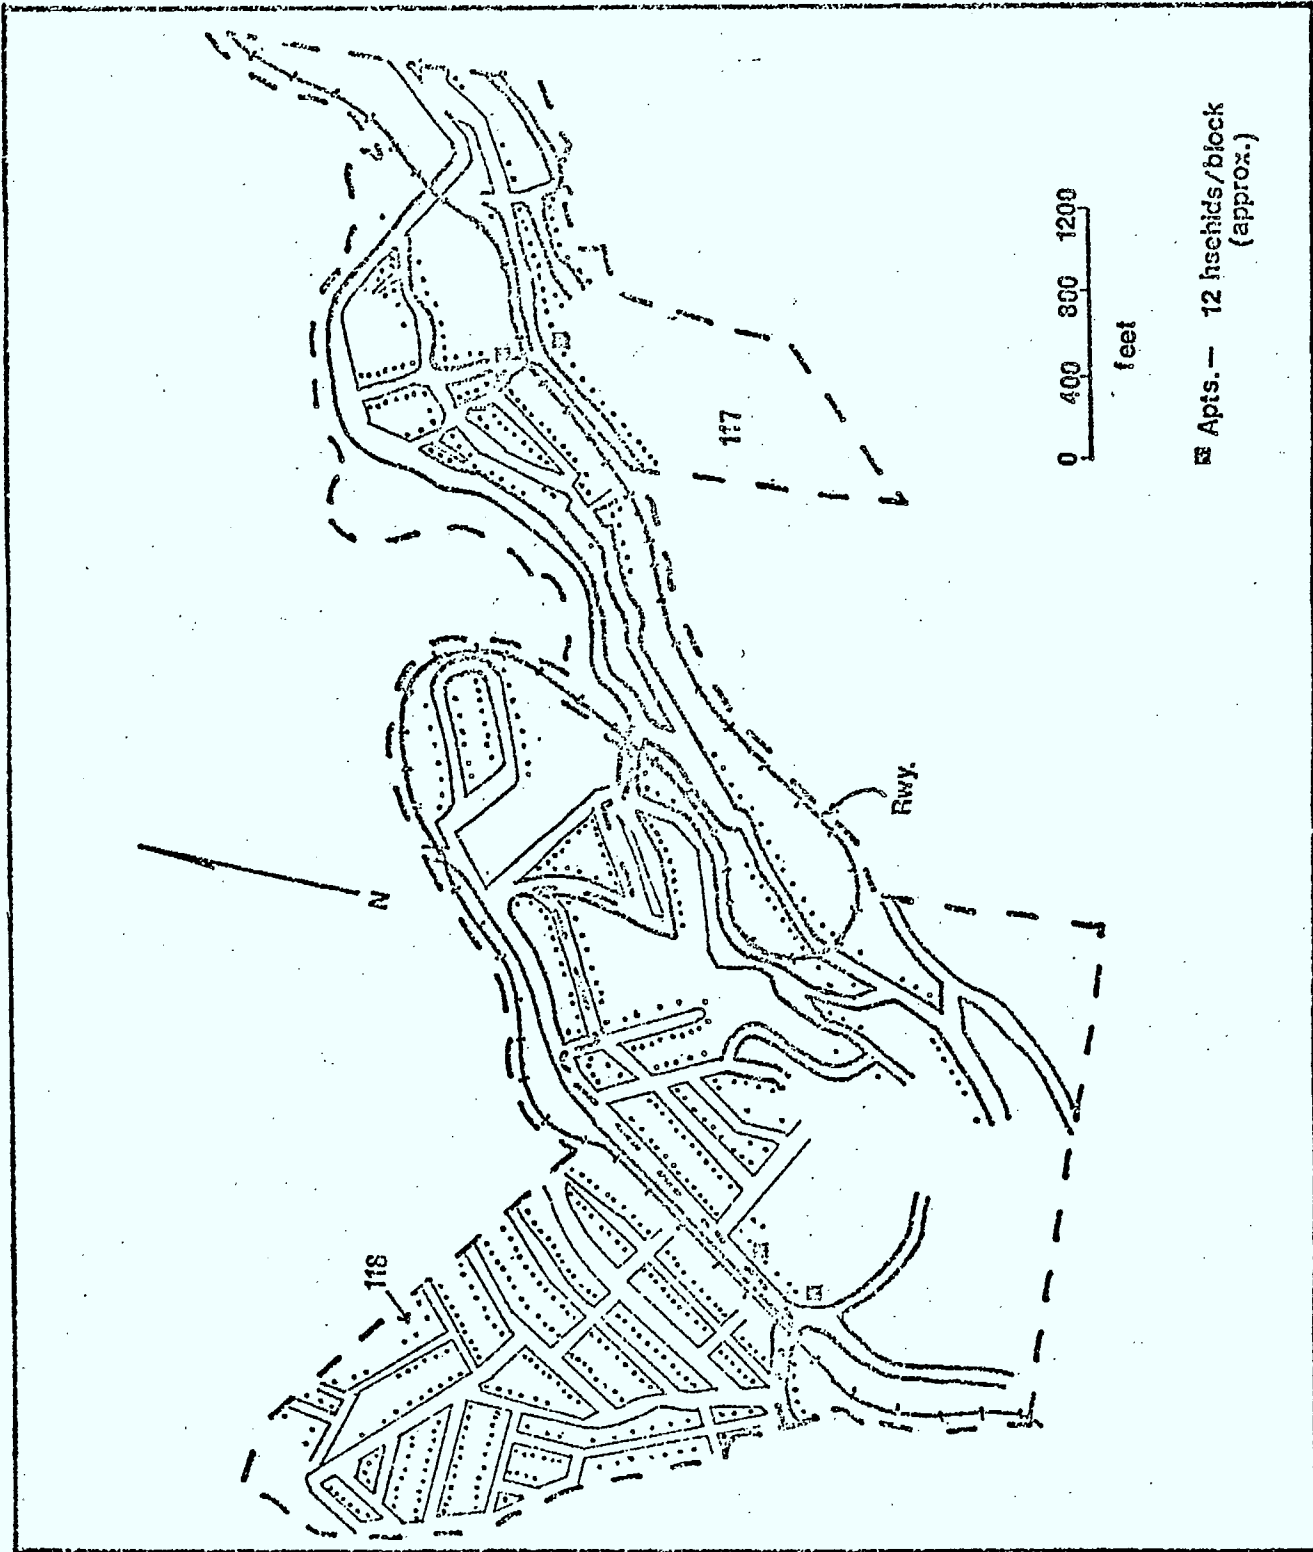 118
N
117
Rwy.
0 400 800 1200
feet
Apts. — 12 hsehlds/block
(approx.)